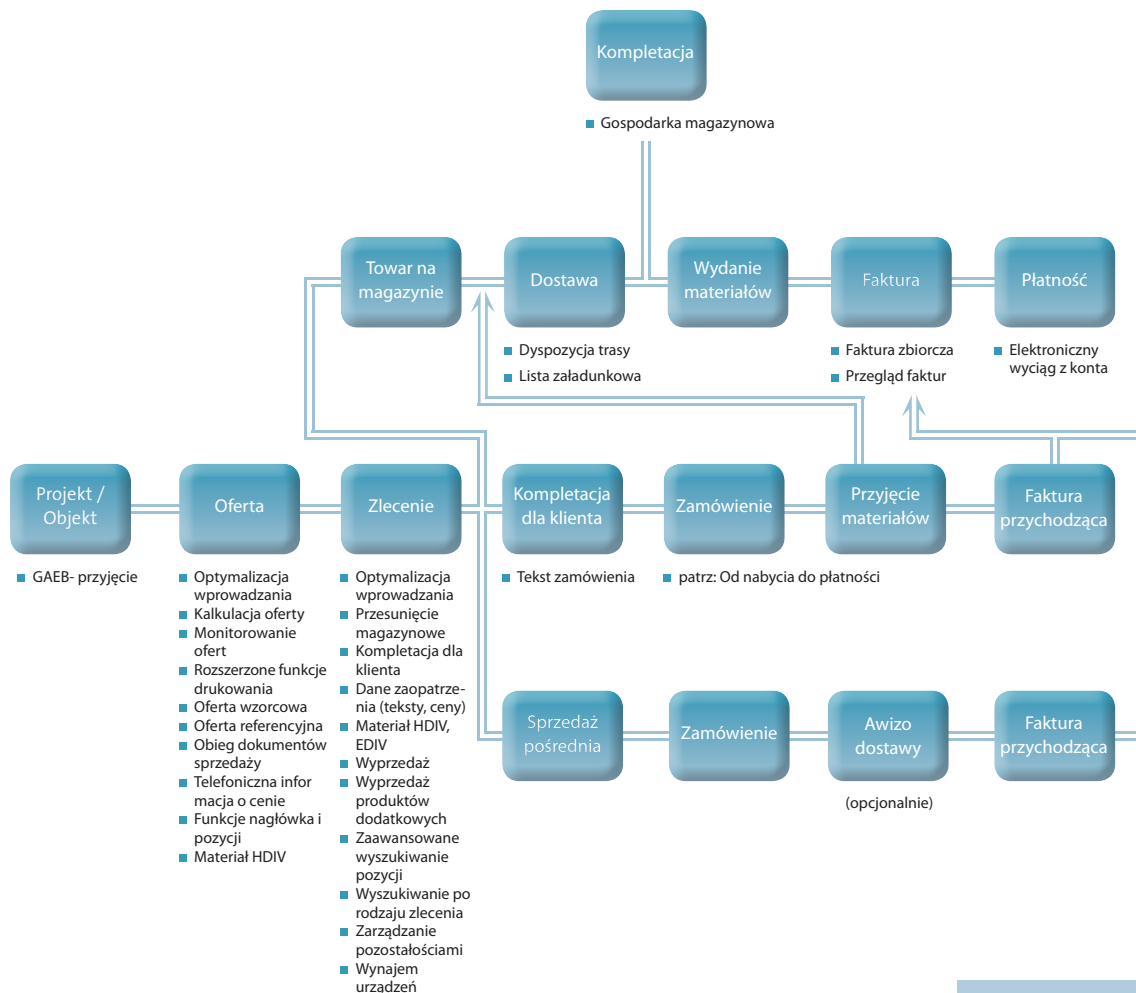 Kompletacja
Gospodarka magazynowa
Towar na
magazynie
Dostawa
Wydanie
materiałów
Faktura
Płatność
Dyspozycja trasy
Lista załadunkowa
Faktura zbiorcza
Przegląd faktur
Elektroniczny
wyciąg z konta
Projekt /
Objekt
Oferta
Zlecenie
Kompletacja
dla klienta
Zamówienie
Przyjęcie
materiałów
Faktura
przychodząca
GAEB- przyjęcie
Optymalizacja
wprowadzania
Kalkulacja oferty
Monitorowanie
ofert
Rozszerzone funkcje
drukowania
Oferta wzorcowa
Oferta referencyjna
Obieg dokumentów
sprzedaży
Telefoniczna infor
macja o cenie
Funkcje nagłówka i
pozycji
Materiał HDIV
Optymalizacja
wprowadzania
Przesunięcie
magazynowe
Kompletacja dla
klienta
Dane zaopatrze-
nia (teksty, ceny)
Materiał HDIV,
EDIV
Wyprzedaż
Wyprzedaż
produktów
dodatkowych
Zaawansowane
wyszukiwanie
pozycji
Wyszukiwanie po
rodzaju zlecenia
Zarządzanie
pozostałościami
Wynajem
urządzeń
Tekst zamówienia
patrz: Od nabycia do płatności
Sprzedaż
pośrednia
Zamówienie
Awizo
dostawy
Faktura
przychodząca
(opcjonalnie)